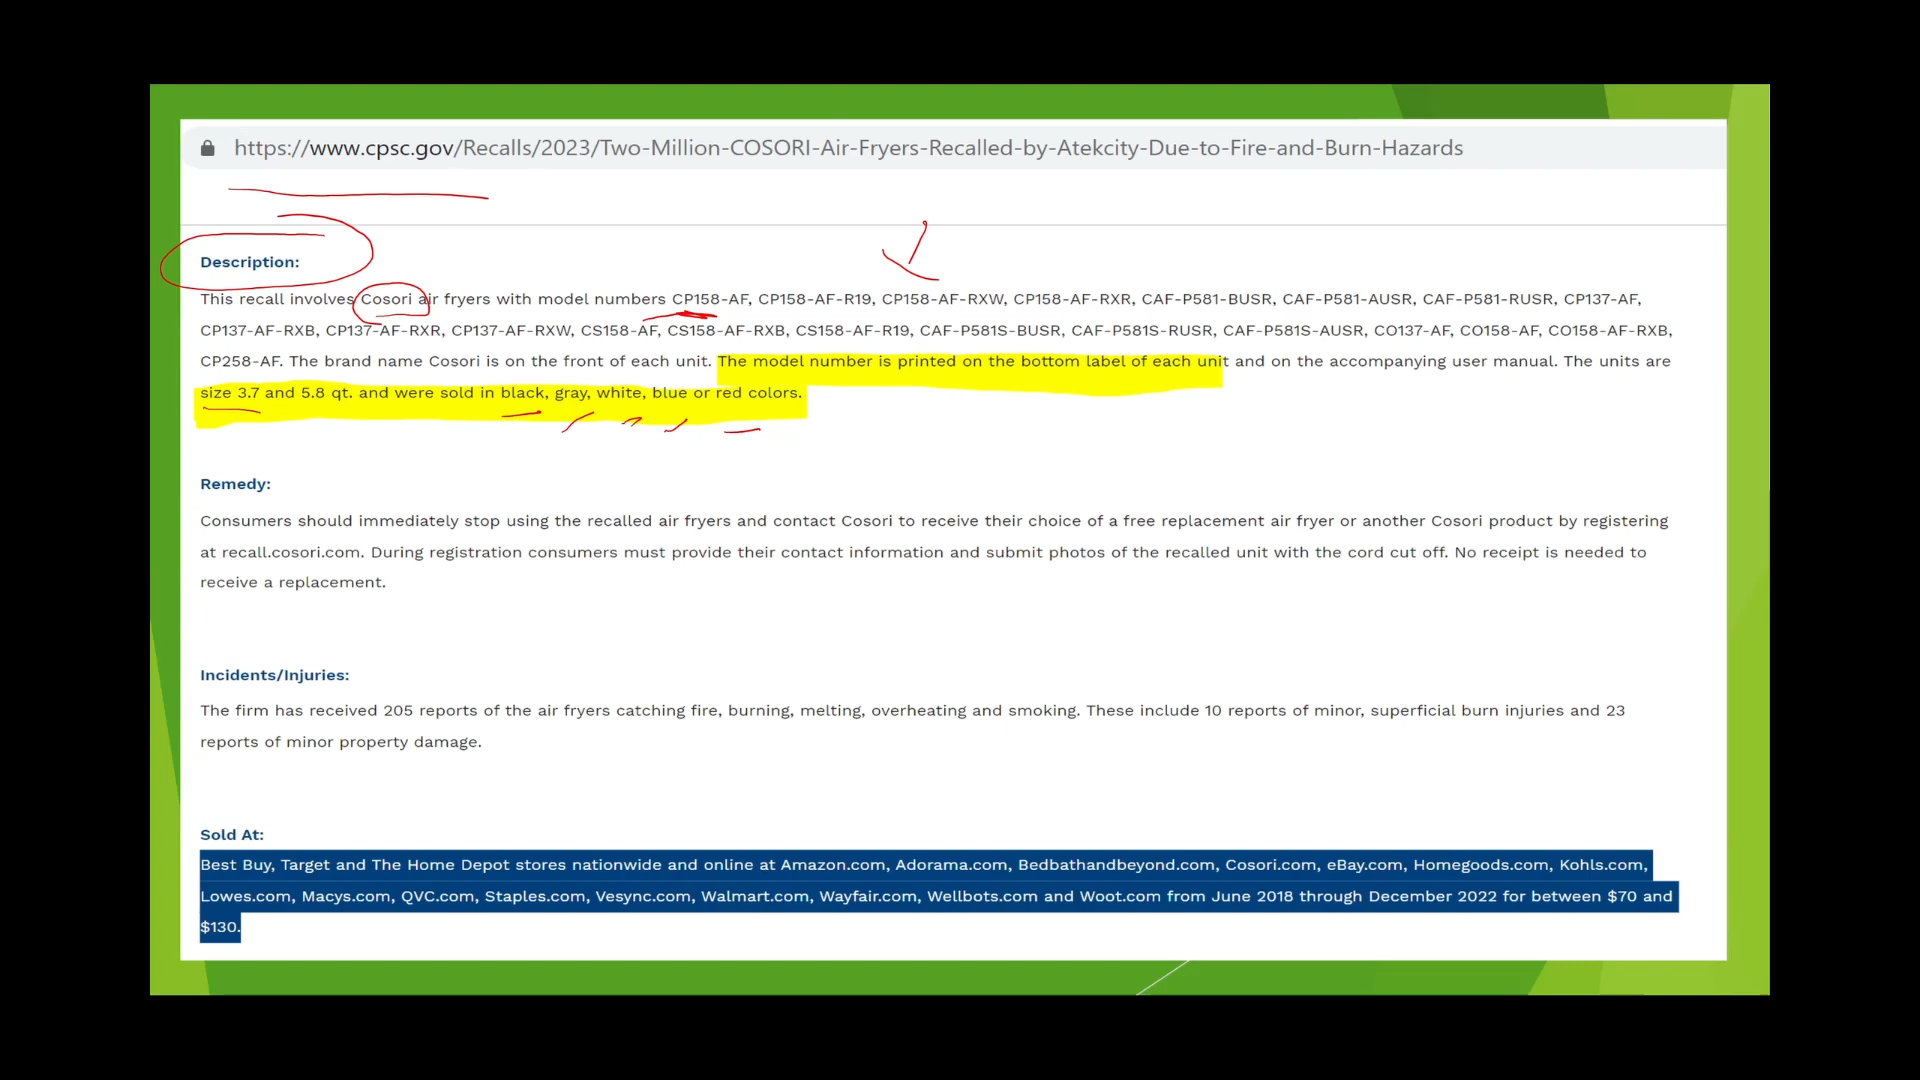 https://www.cpsc.gov/Recalls/2023/Two-Million-COSORI-Air-Fryers-Recalled-by-Atekcity-Due-to-Fire-and-Burn-Hazards
Description:
This recall involves Cosori air fryers with model numbers CP158-AF, CP158-AF-R19, CP158-AF-RXW, CP158-AF-RXR, CAF-P581-BUSR, CAF-P581-AUSR, CAF-P581-RUSR, CP137-AF,
CP137-AF-RXB, CP137-AF-RXR, CP137-AF-RXW, CS158-AF, CS158-AF-RXB, CS158-AF-R19, CAF-P581S-BUSR, CAF-P581S-RUSR, CAF-P581S-AUSR, CO137-AF, CO158-AF, CO158-AF-RXB,
CP258-AF. The brand name Cosori is on the front of each unit. The model number is printed on the bottom label of each unit and on the accompanying user manual. The units are
size 3.7 and 5.8 qt. and were sold in black, gray, white, blue or red colors.
Remedy:
Consumers should immediately stop using the recalled air fryers and contact Cosori to receive their choice of a free replacement air fryer or another Cosori product by registering
at recall.cosori.com. During registration consumers must provide their contact information and submit photos of the recalled unit with the cord cut off. No receipt is needed to
receive a replacement.
Incidents/Injuries:
The firm has received 205 reports of the air fryers catching fire, burning, melting, overheating and smoking. These include 10 reports of minor, superficial burn injuries and 23
reports of minor property damage.
Sold At:
Best Buy, Target and The Home Depot stores nationwide and online at Amazon.com, Adorama.com, Bedbathandbeyond.com, Cosori.com, eBay.com, Homegoods.com, Kohls.com,
Lowes.com, Macys.com, QVC.com, Staples.com, Vesync.com, Walmart.com, Wayfair.com, Wellbots.com and Woot.com from June 2018 through December 2022 for between $70 and
$130.